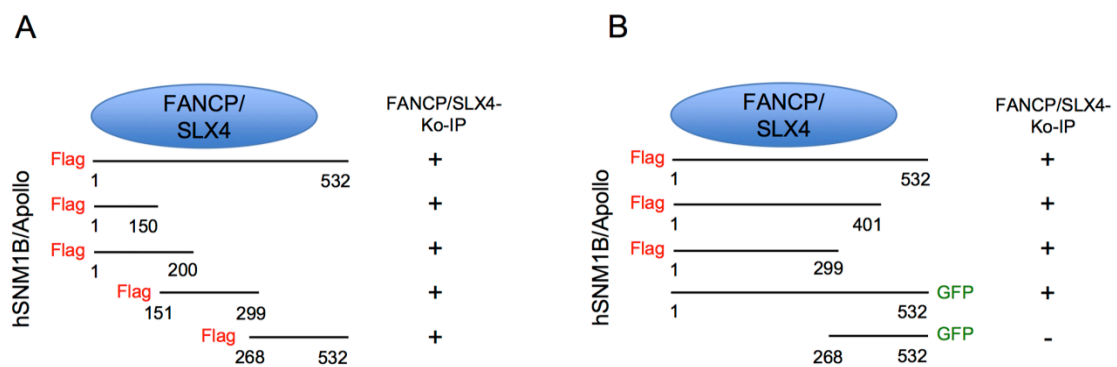 A
FANCP/
SLX4
FANCP/SLX4-
Ko-IP
hSNM1B/Apollo
Flag
1
532
+
Flag
1
150
+
Flag
1
200
+
Flag
151
299
+
Flag
268
532
+
B
FANCP/
SLX4
FANCP/SLX4-
Ko-IP
hSNM1B/Apollo
Flag
1
532
+
Flag
1
401
+
Flag
1
299
+
GFP
1
532
+
GFP
268
532
-